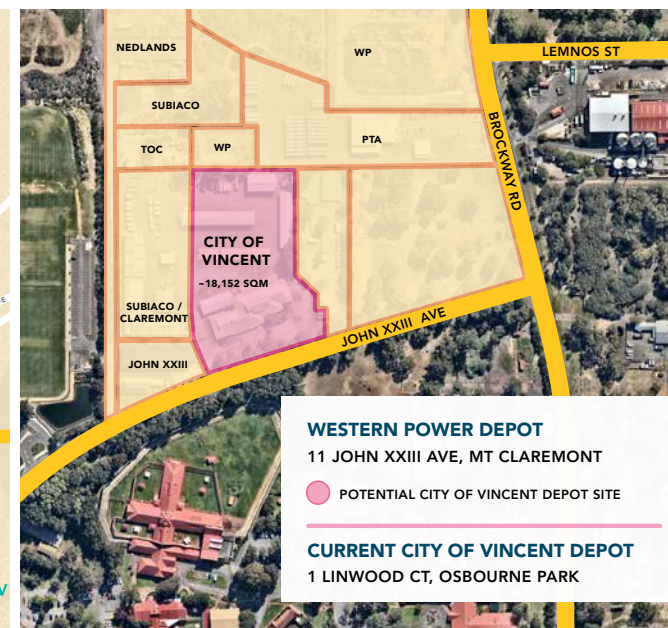 NEDLANDS
WP
LEMNOS ST
SUBIACO
BROCKWAY RD
TOC
WP
PTA
CITY OF
VINCENT
~18,152 SQM
SUBIACO /
CLAREMONT
JOHN XXIII AVE
JOHN XXIII
WESTERN POWER DEPOT
11 JOHN XXIII AVE, MT CLAREMONT
POTENTIAL CITY OF VINCENT DEPOT SITE
CURRENT CITY OF VINCENT DEPOT
1 LINWOOD CT, OSBOURNE PARK